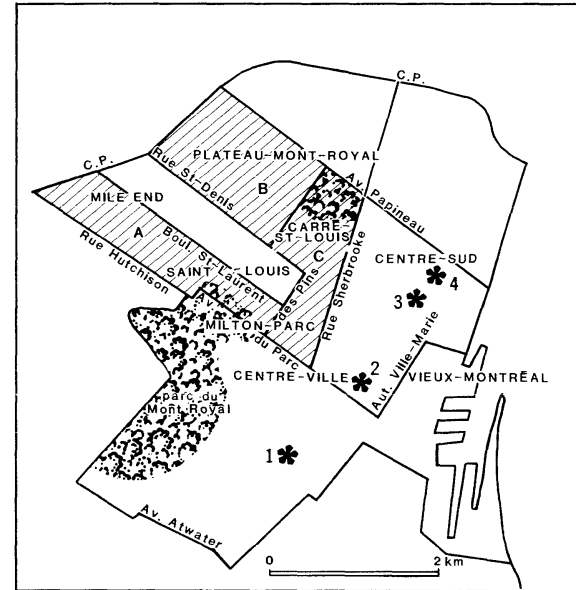 C.P.
PLATEAU-MONT-ROYAL
Av. Papineau
C.P.
Rue St-Denis
MILE END
B
CARRÉ-
ST-LOUIS
A
Boul. St-Laurent
Rue Hutchison
SAINT-LOUIS
C
des Pins
Rue Sherbrooke
CENTRE-SUD
4
3
Av.
du Parc
MILTON-PARC
Aut. Ville-Marie
2
CENTRE-VILLE
VIEUX-MONTRÉAL
parc du
Mont Royal
1
Av. Atwater
0
2 km